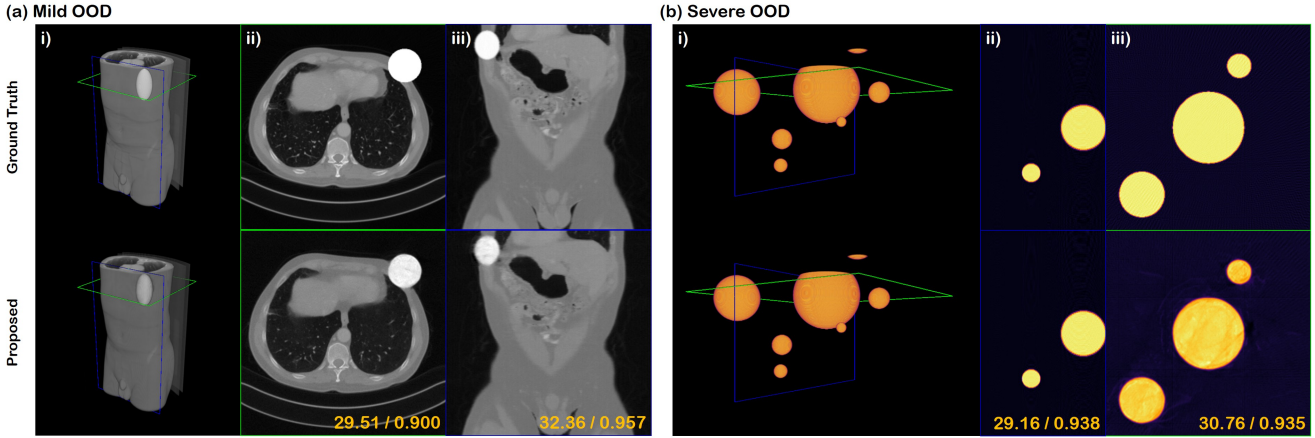 (a) Mild OOD
(b) Severe OOD
i)
ii)
iii)
i)
ii)
iii)
Ground Truth
Proposed
29.51 / 0.900
32.36 / 0.957
29.16 / 0.938
30.76 / 0.935